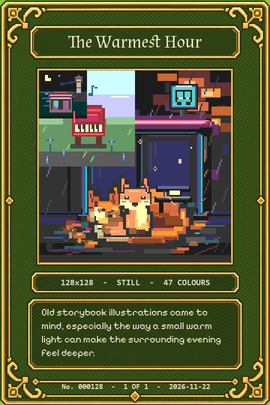 The Warmest Hour
128x128 - STILL - 47 COLOURS
Old storybook illustrations came to
mind, especially the way a small warm
light can make the surrounding evening
feel deeper.
No. 000128 - 1 OF 1 - 2026-11-22